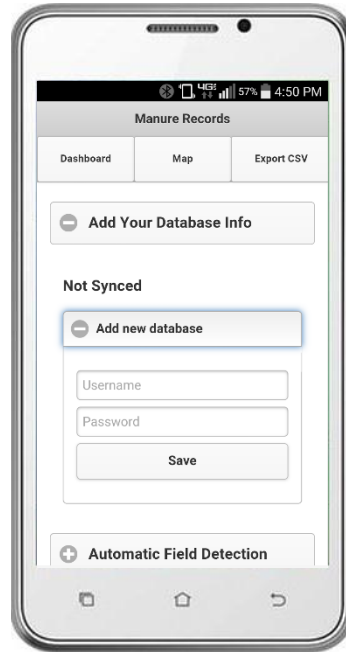 4G 57% 4:50 PM
Manure Records
Dashboard Map Export CSV
Add Your Database Info
Not Synced
Add new database
Username
Password
Save
Automatic Field Detection